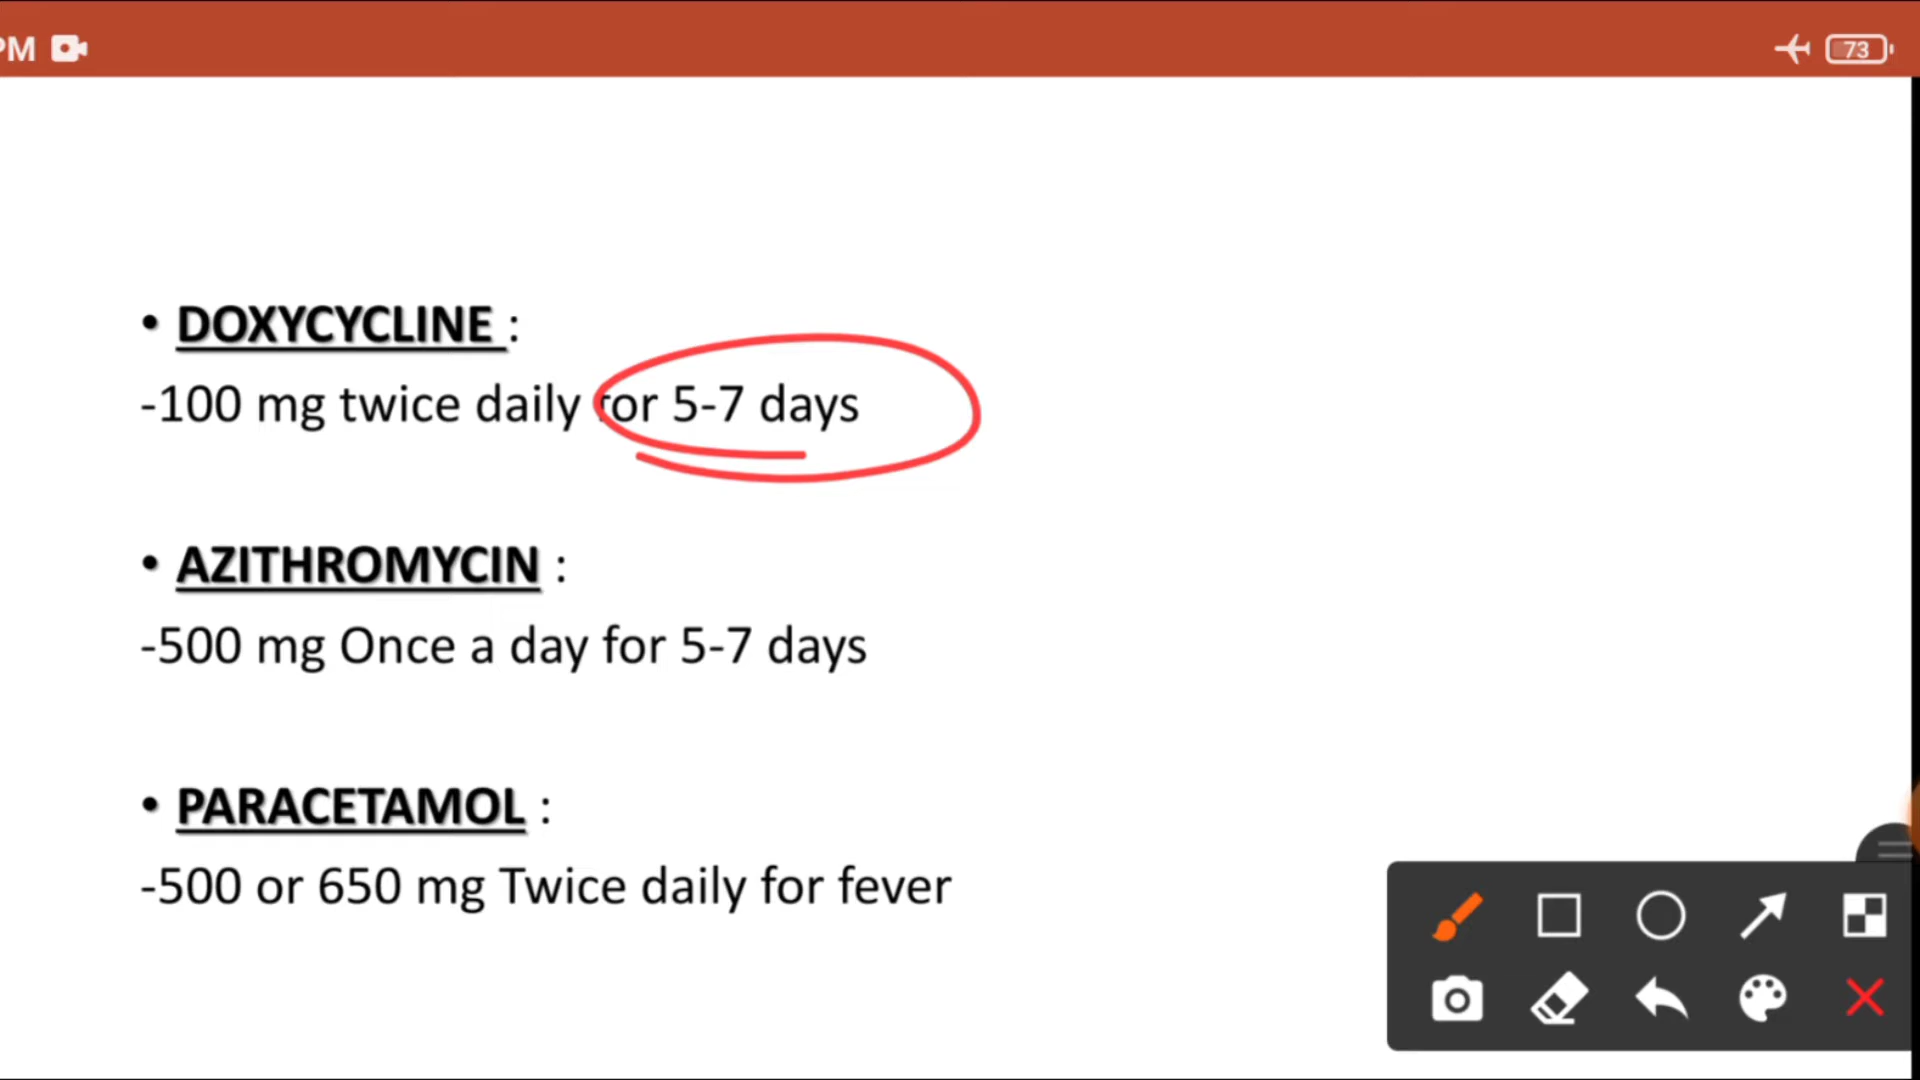 PM
73
• DOXYCYCLINE :
-100 mg twice daily for 5-7 days
• AZITHROMYCIN :
-500 mg Once a day for 5-7 days
• PARACETAMOL :
-500 or 650 mg Twice daily for fever